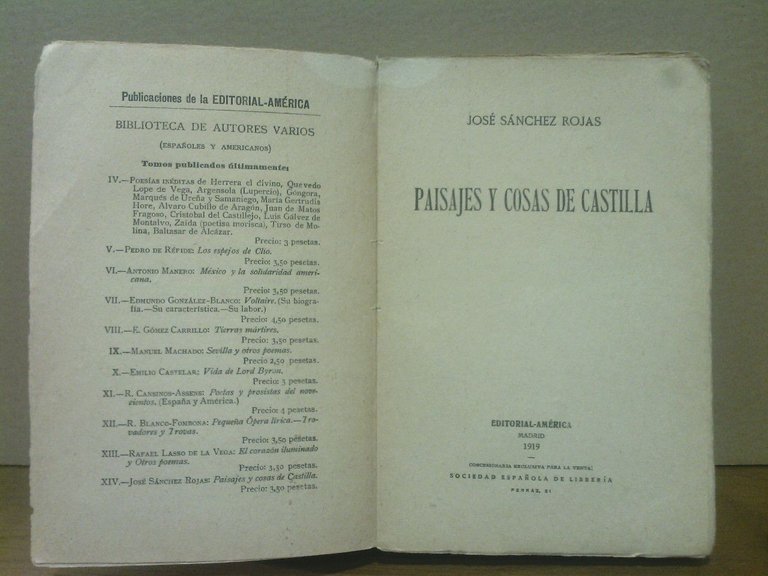 Publicaciones de la EDITORIAL-AMÉRICA
BIBLIOTECA DE AUTORES VARIOS
(ESPAÑOLES Y AMERICANOS)
Tomos publicados últimamente:
IV.—Poesías inéditas de Herrera el divino, Quevedo
Lope de Vega, Argensola (Lupercio), Góngora,
Marqués de Ureña y Samaniego, María Gertrudis
Hore, Alvaro Cubillo de Aragón, Juan de Matos
Fragoso, Cristobal del Castillejo, Luis Gálvez de
Montalvo, Zaida (poetisa morisca), Tirso de Mo-
lina, Baltasar de Alcázar.
Precio: 3 pesetas.
V.—Pedro de Répide: Los espejos de Clio.
Precio: 3,50 pesetas.
VI.—Antonio Manero: México y la solidaridad ameri-
cana.
Precio: 3,50 pesetas.
VII.—Edmundo González-Blanco: Voltaire. (Su biogra-
fía.—Su característica.—Su labor.)
Precio: 4,50 pesetas.
VIII.—E. Gómez Carrillo: Tierras mártires.
Precio: 3,50 pesetas.
IX.—Manuel Machado: Sevilla y otros poemas.
Precio 2,50 pesetas.
X.—Emilio Castelar: Vida de Lord Byron.
Precio: 3 pesetas.
XI.—R. Cansinos-Assens: Poetas y prosistas del nove-
cientos. (España y América.)
Precio: 4 pesetas.
XII.—R. Blanco-Fombona: Pequeña Ópera lírica.—Tro-
vadores y Trovas.
Precio: 3,50 pesetas.
XIII.—Rafael Lasso de la Vega: El corazón iluminado
y Otros poemas.
Precio: 3,50 pesetas.
XIV.—José Sánchez Rojas: Paisajes y cosas de Castilla.
Precio: 3,50 pesetas.
JOSÉ SÁNCHEZ ROJAS
PAISAJES Y COSAS DE CASTILLA
EDITORIAL-AMÉRICA
MADRID
1919
CONCESIONARIA EXCLUSIVA PARA LA VENTA:
SOCIEDAD ESPAÑOLA DE LIBRERÍA
FERRAZ, 21